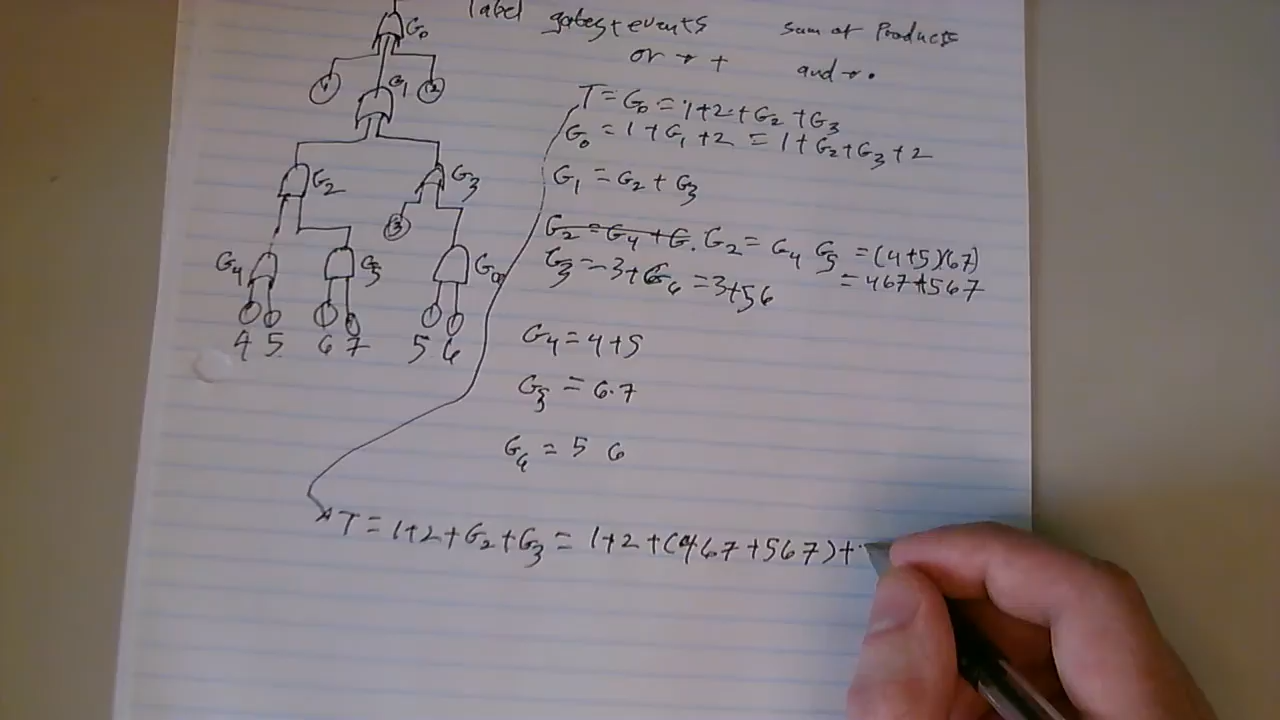 label gates + events sum of Products
or → + and → •
G0
1 G1 2
T = G0 = 1+2+G2+G3
G0 = 1+G1+2 = 1+G2+G3+2
G2 G3
G1 = G2 + G3
3
G2 = G4 + G. G2 = G4 G5 = (4+5)(67)
= 467+567
G3 = 3+G6 = 3+56
G4 G5 G6
4 5 6 7 5 6
G4 = 4+5
G5 = 6.7
G6 = 5 6
T = 1+2+G2+G3 = 1+2+(467+567)+